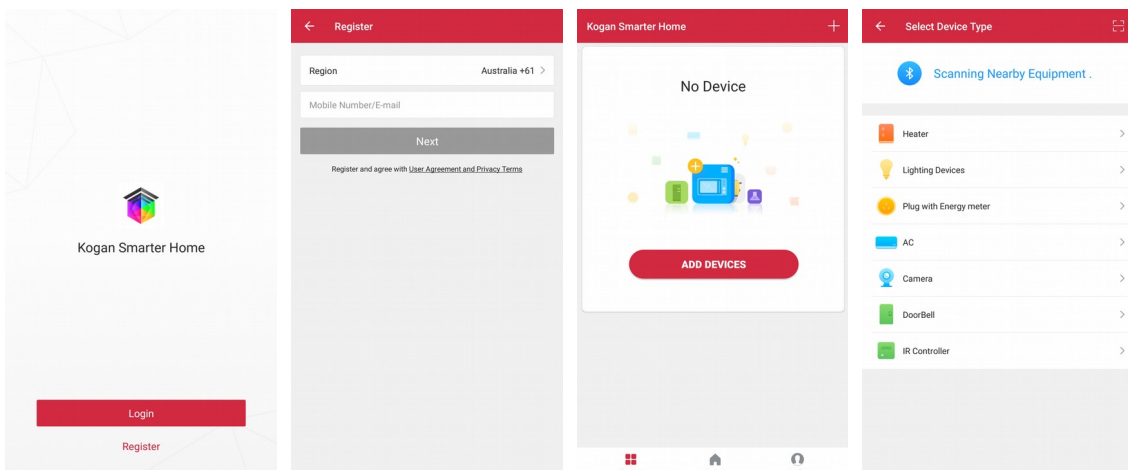 Kogan Smarter Home
Login
Register
Register
Region
Australia +61
Mobile Number/E-mail
Next
Register and agree with User Agreement and Privacy Terms
Kogan Smarter Home
No Device
ADD DEVICES
Select Device Type
Scanning Nearby Equipment .
Heater
Lighting Devices
Plug with Energy meter
AC
Camera
DoorBell
IR Controller